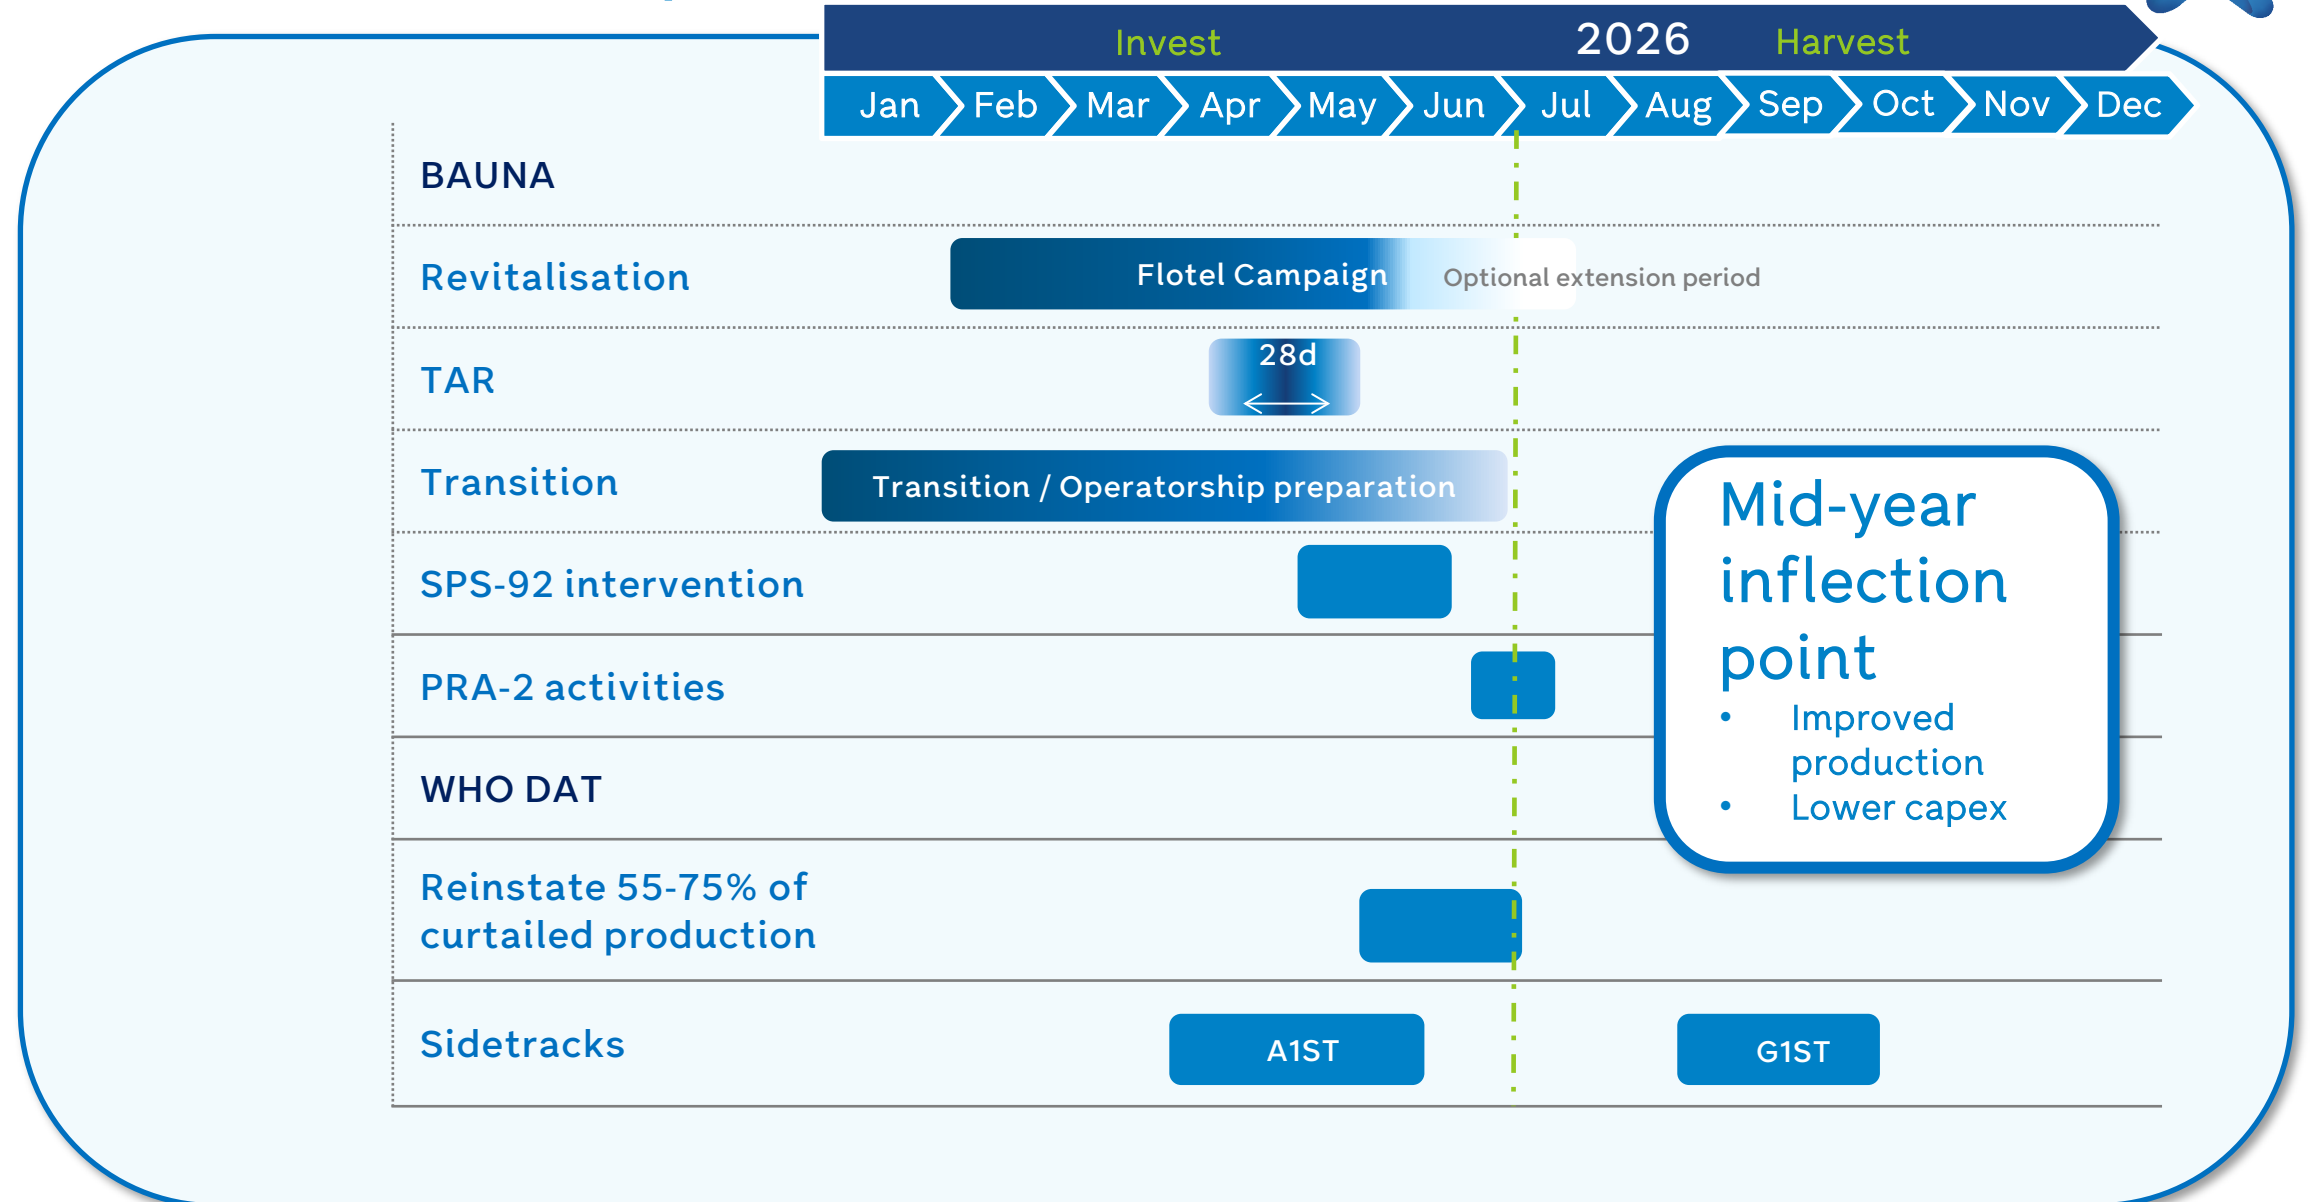 Invest 2026 Harvest
Jan Feb Mar Apr May Jun Jul Aug Sep Oct Nov Dec
BAUNA
Revitalisation
Flotel Campaign
Optional extension period
TAR
28d
Transition
Transition / Operatorship preparation
SPS-92 intervention
PRA-2 activities
WHO DAT
Reinstate 55-75% of
curtailed production
Sidetracks
A1ST
G1ST
Mid-year
inflection
point
• Improved
production
• Lower capex